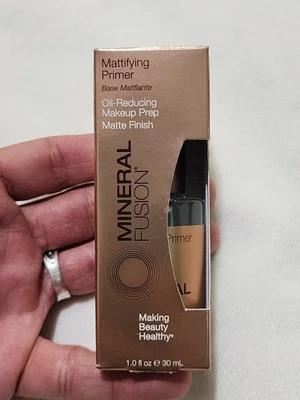 Mattifying
Primer
Base Matifiante
Oil-Reducing
Makeup Prep
Matte Finish
MINERAL
FUSION®
Primer
AL
Making
Beauty
Healthy®
1.0 fl oz ℮ 30 mL